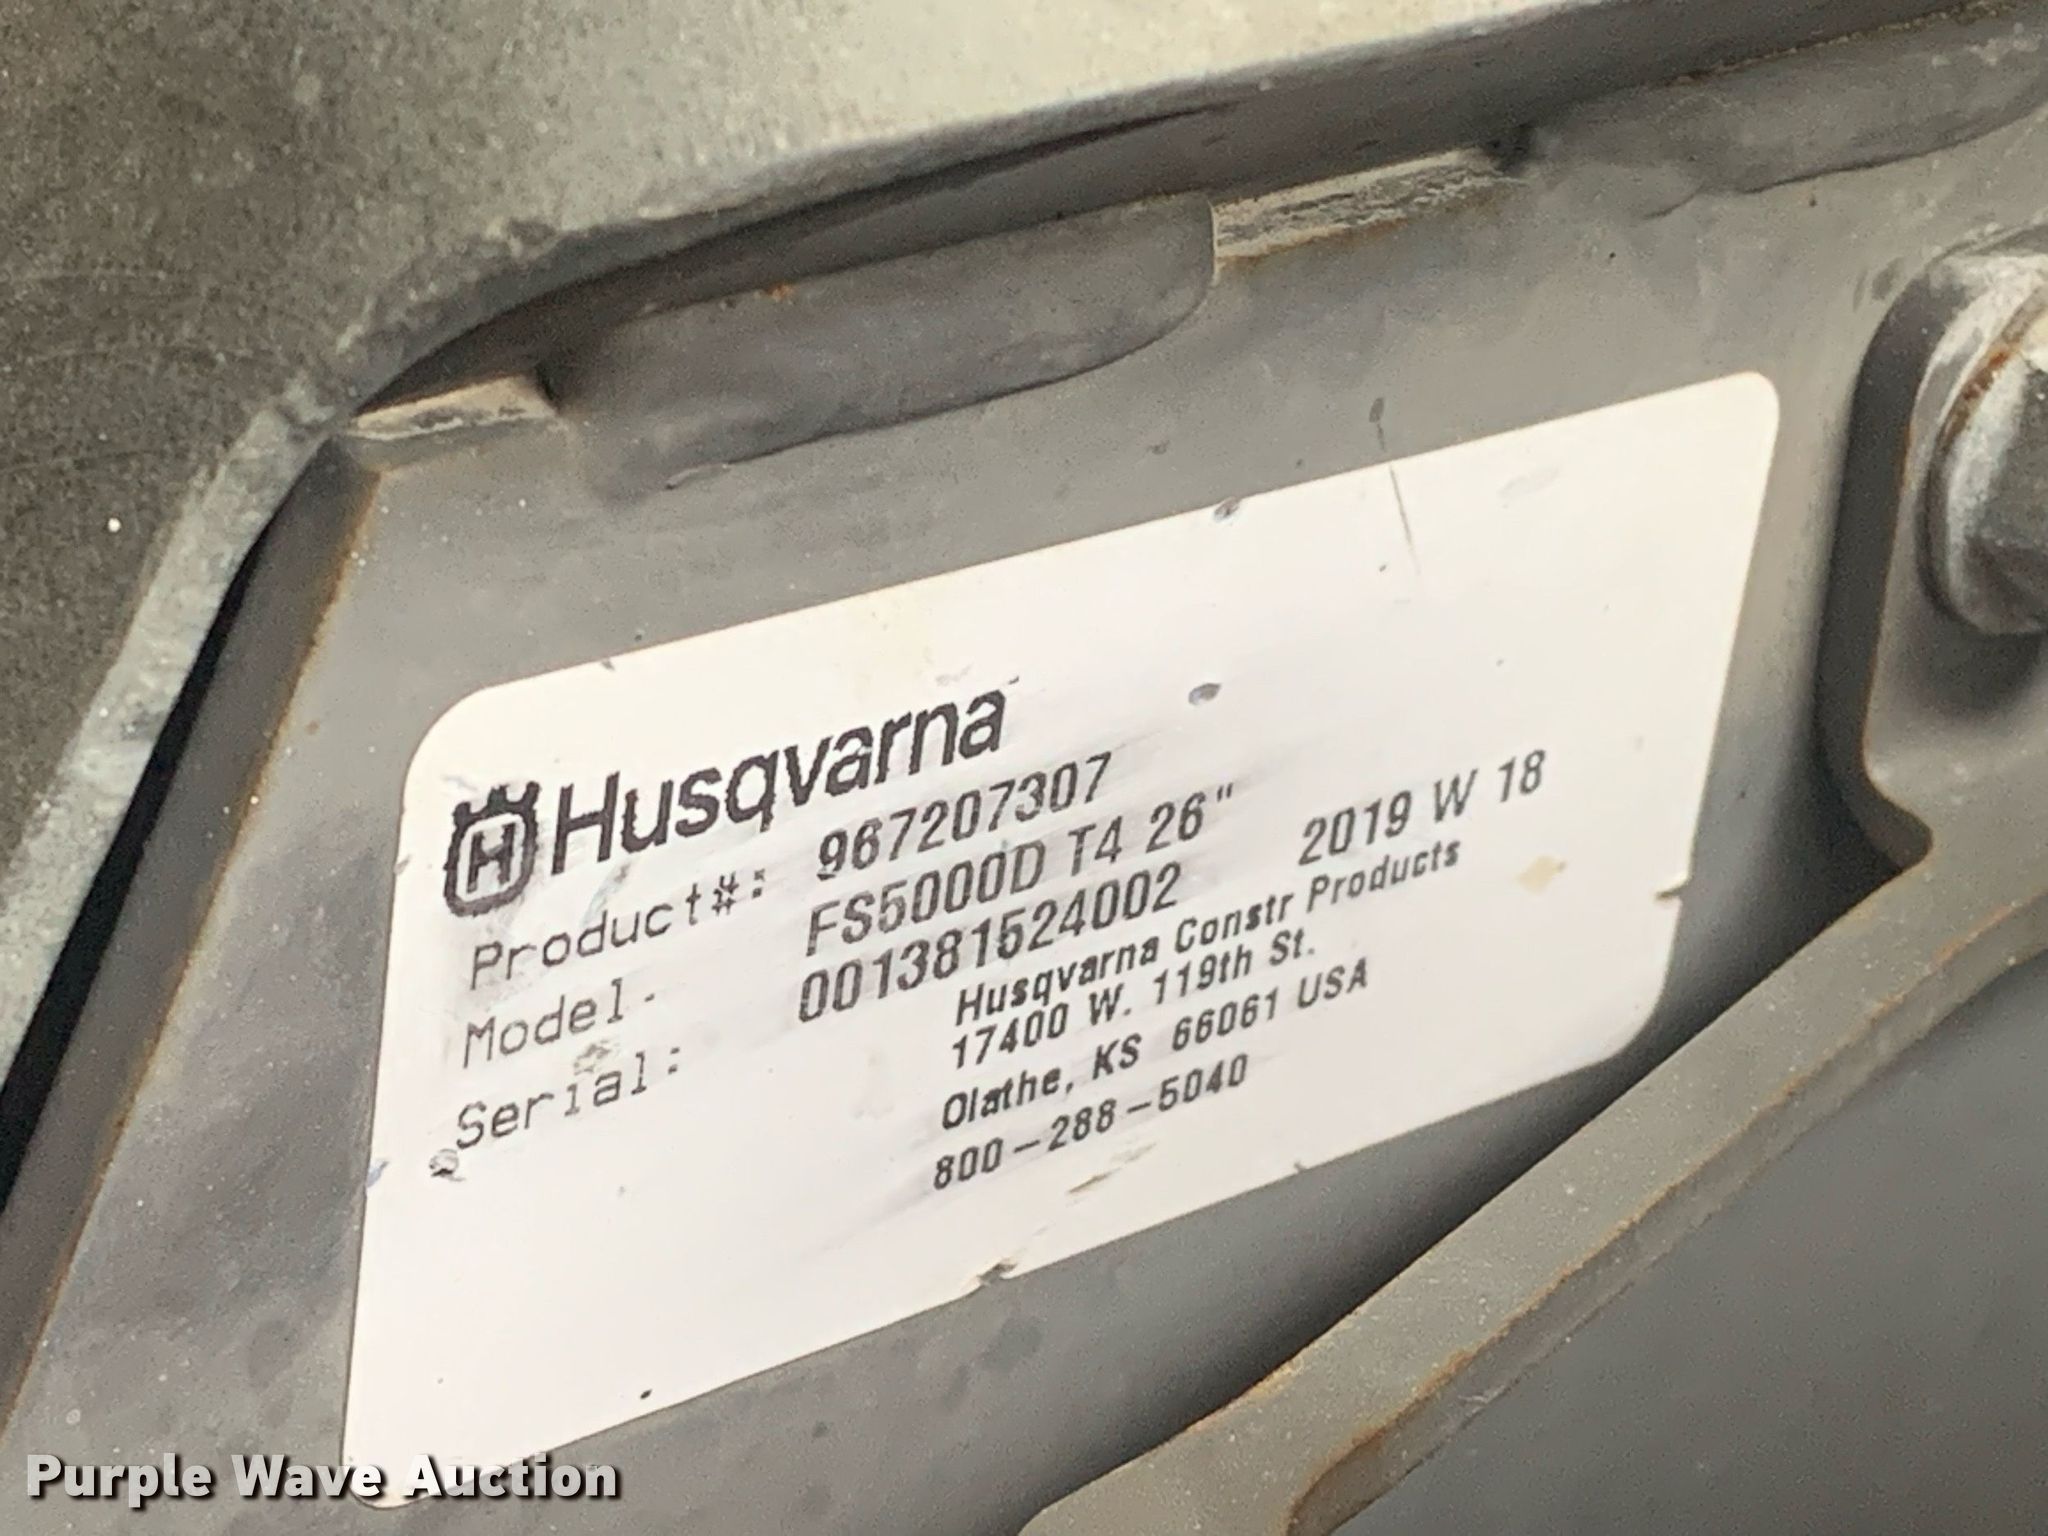 Husqvarna
Product#: 967207307
Model. FS5000D T4 26"
Serial: 001381524002 2019 W 18
Husqvarna Constr Products
17400 W. 119th St.
Olathe, KS 66061 USA
800-288-5040
Purple Wave Auction